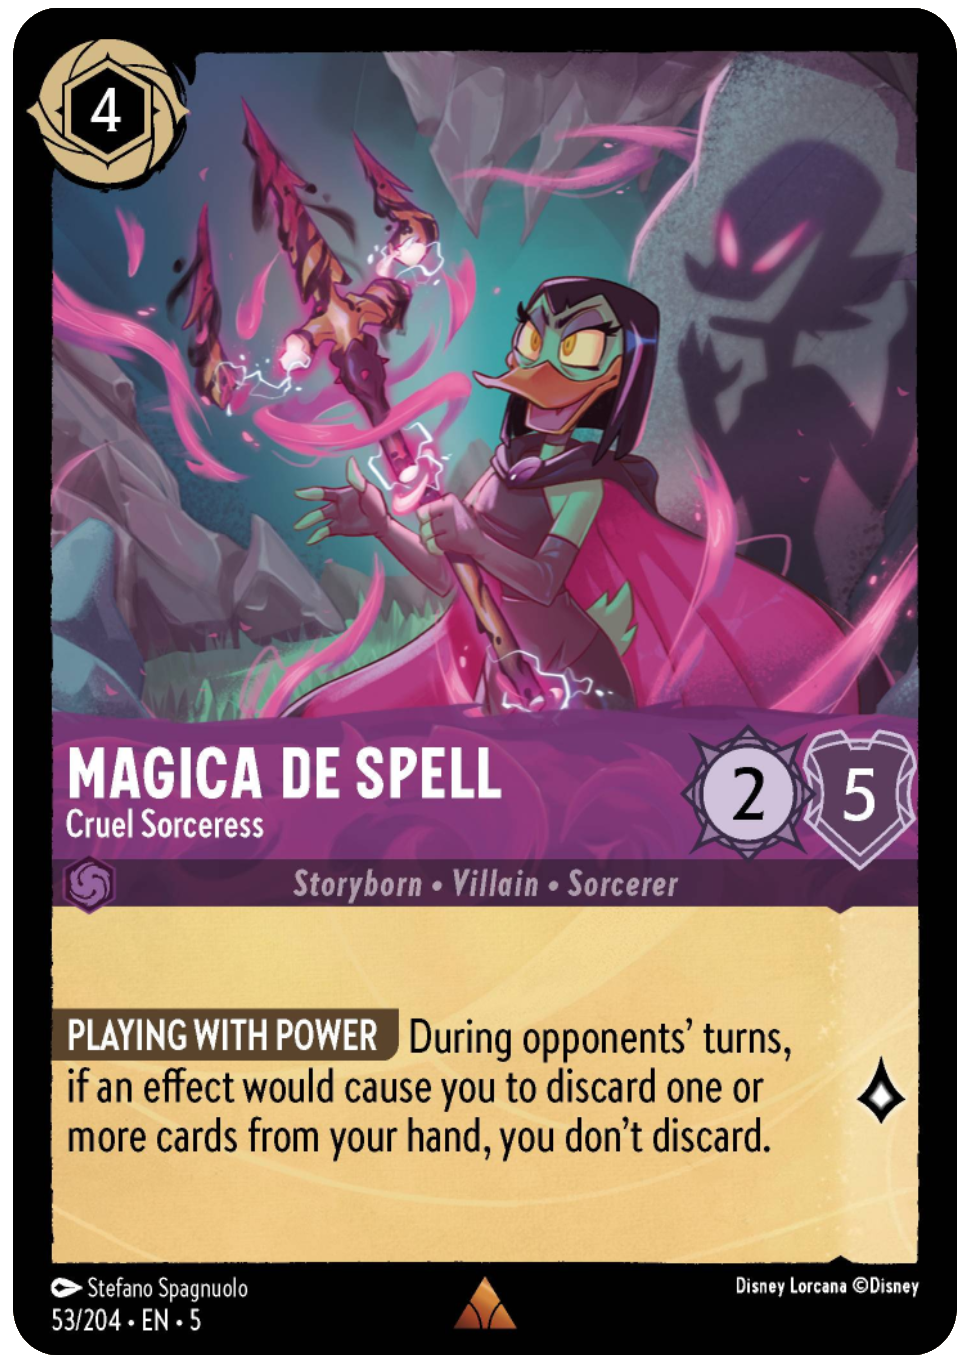 4
MAGICA DE SPELL
Cruel Sorceress
2
5
Storyborn • Villain • Sorcerer
PLAYING WITH POWER During opponents’ turns,
if an effect would cause you to discard one or
more cards from your hand, you don’t discard.
Stefano Spagnuolo
Disney Lorcana ©Disney
53/204 • EN • 5